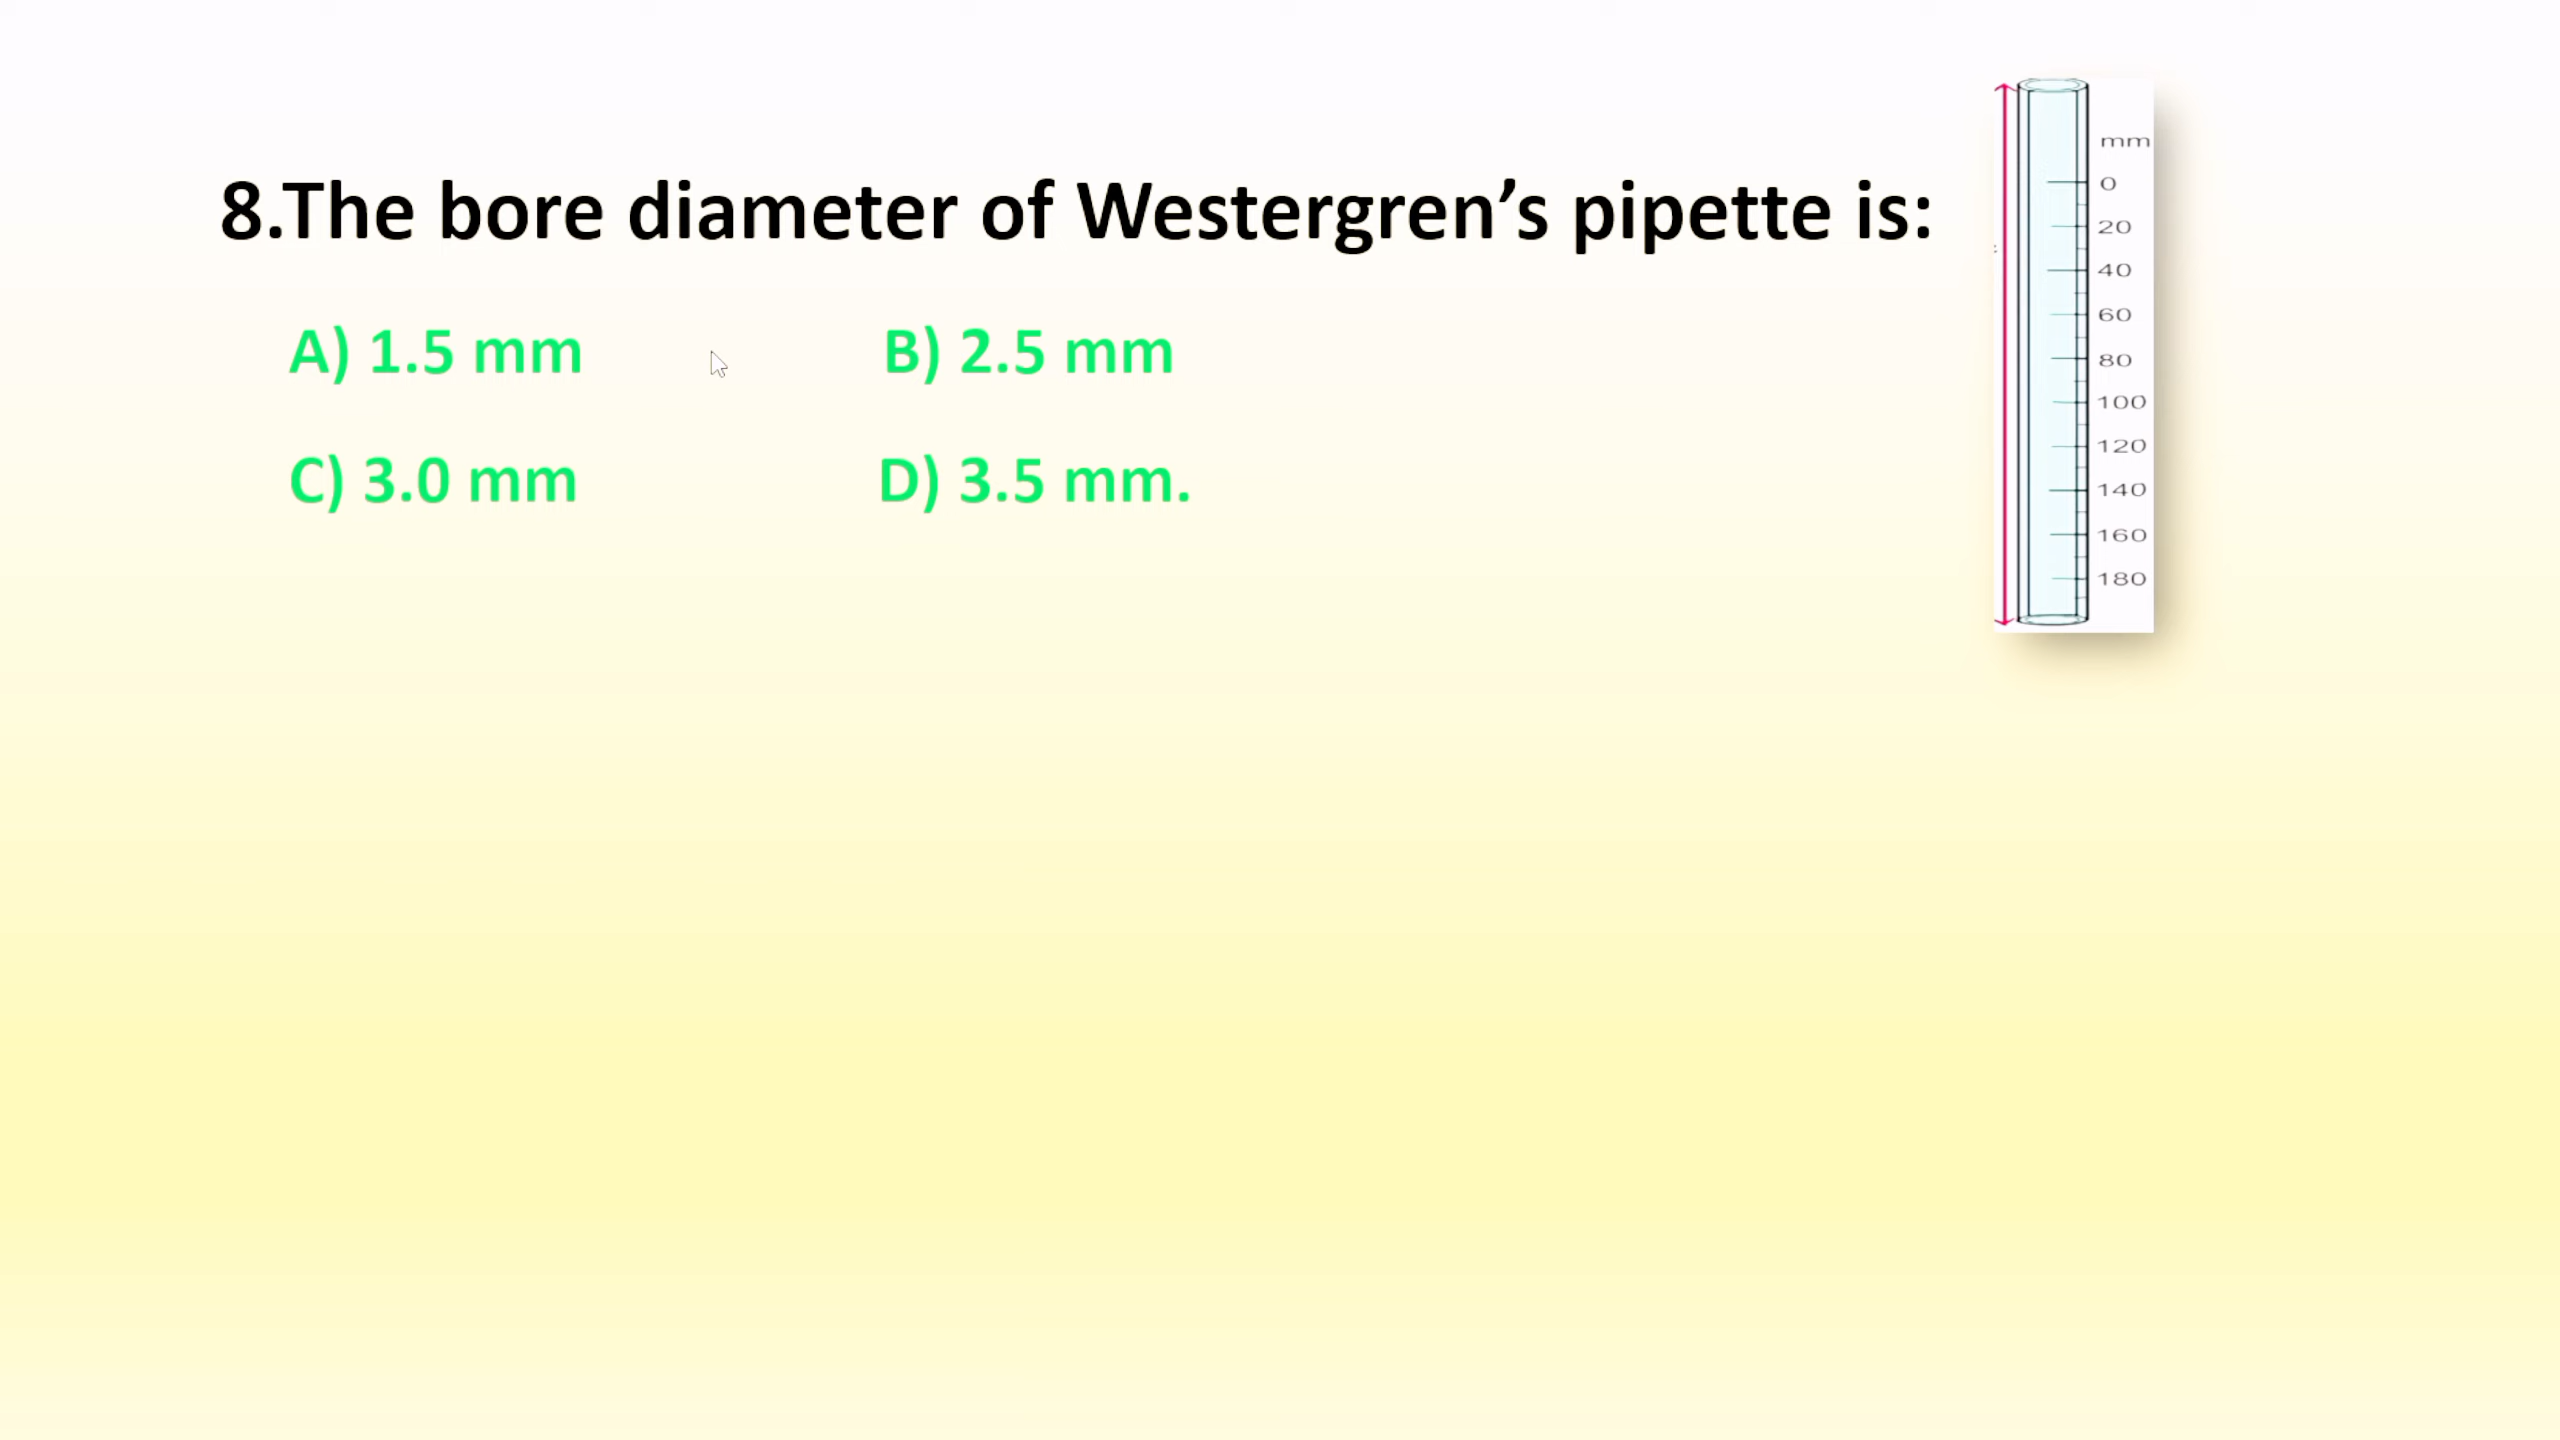 8.The bore diameter of Westergren’s pipette is:
A) 1.5 mm B) 2.5 mm
C) 3.0 mm D) 3.5 mm.
mm
0
20
40
60
80
100
120
140
160
180